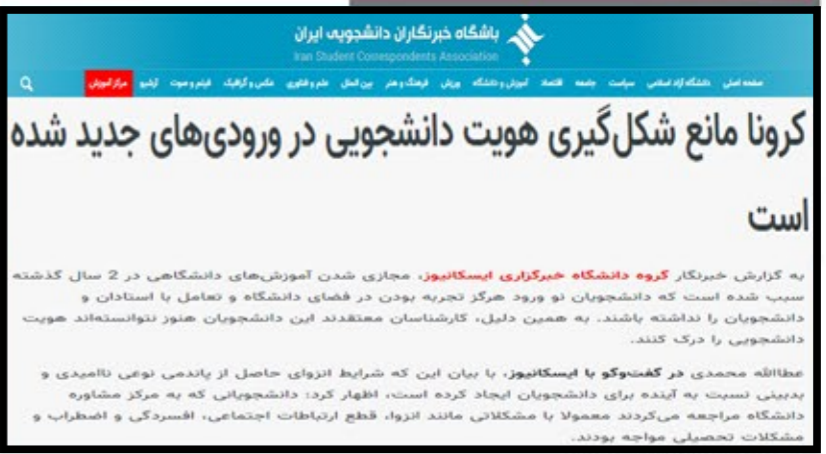 باشگاه خبرنگاران دانشجویی ایران
Iran Student Correspondents Association
صفحه اصلی دانشگاه آزاد اسلامی سیاست جامعه اقتصاد آموزش و دانشگاه ورزش فرهنگ و هنر بین الملل علم و فناوری عکس و گرافیک فیلم و صوت آرشیو مرکز آموزش
کرونا مانع شکل‌گیری هویت دانشجویی در ورودی‌های جدید شده
است
به گزارش خبرنگار گروه دانشگاه خبرگزاری ایسکانیوز، مجازی شدن آموزش‌های دانشگاهی در 2 سال گذشته
سبب شده است که دانشجویان نو ورود هرگز تجربه بودن در فضای دانشگاه و تعامل با استادان و
دانشجویان را نداشته باشند. به همین دلیل، کارشناسان معتقدند این دانشجویان هنوز نتوانسته‌اند هویت
دانشجویی را درک کنند.
عطاالله محمدی در گفت‌وگو با ایسکانیوز، با بیان این که شرایط انزوای حاصل از پاندمی نوعی ناامیدی و
بدبینی نسبت به آینده برای دانشجویان ایجاد کرده است، اظهار کرد: دانشجویانی که به مرکز مشاوره
دانشگاه مراجعه می‌کردند معمولا با مشکلاتی مانند انزوا، قطع ارتباطات اجتماعی، افسردگی و اضطراب و
مشکلات تحصیلی مواجه بودند.